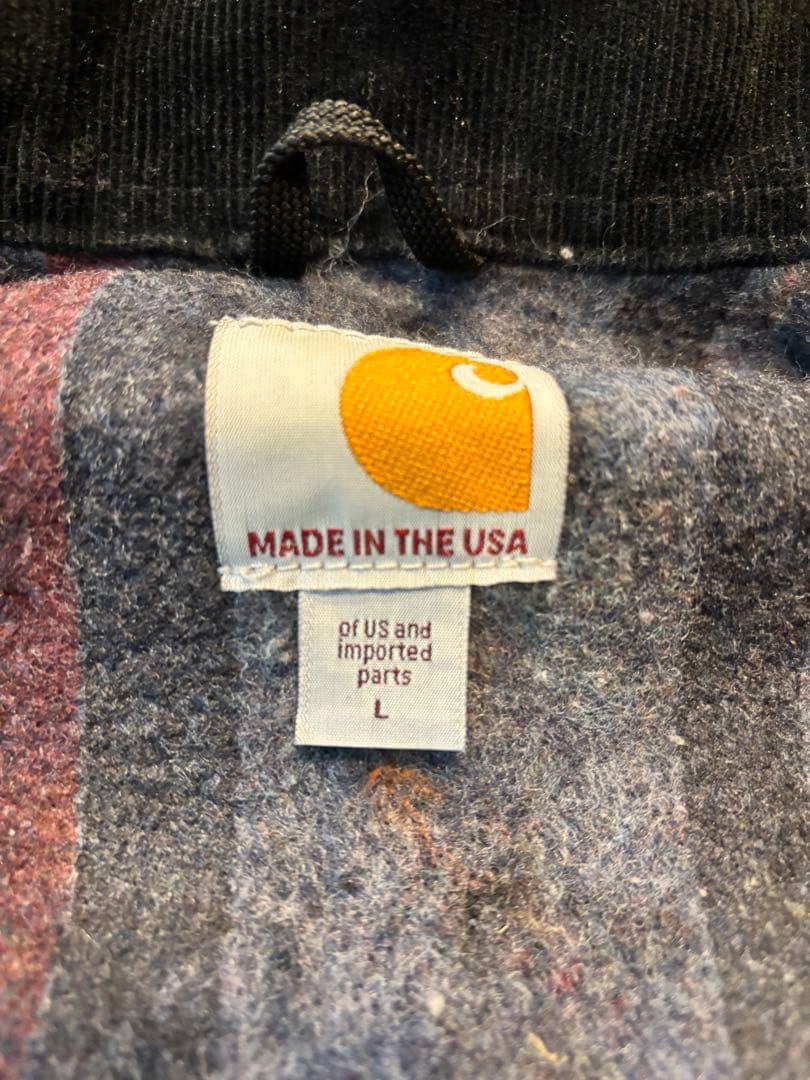 MADE IN THE USA
of US and
imported
parts
L